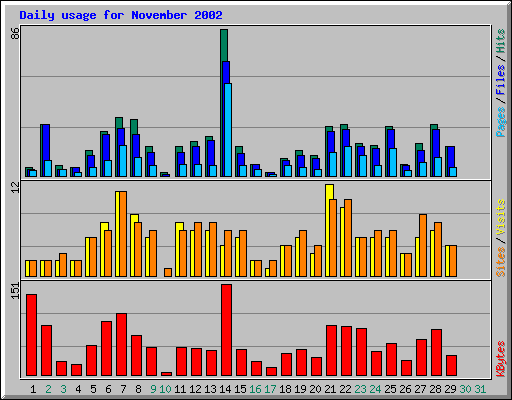 Daily usage for November 2002
86
Pages / Files / Hits
12
Sites / Visits
151
KBytes
1 2 3 4 5 6 7 8 9 10 11 12 13 14 15 16 17 18 19 20 21 22 23 24 25 26 27 28 29 30 31